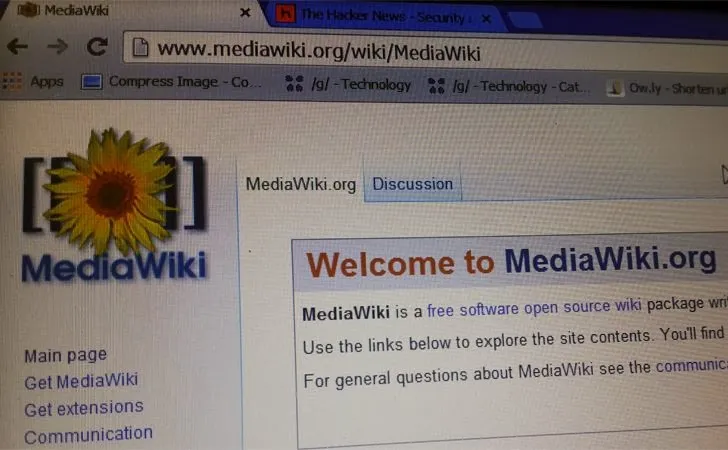 MediaWiki
The Hacker News - Security
www.mediawiki.org/wiki/MediaWiki
Apps Compress Image - Co... /g/ - Technology /g/ - Technology - Cat... Ow.ly - Shorten ur
MediaWiki.org Discussion
MediaWiki
Welcome to MediaWiki.org
MediaWiki is a free software open source wiki package wri
Use the links below to explore the site contents. You'll find
For general questions about MediaWiki see the communic
Main page
Get MediaWiki
Get extensions
Communication